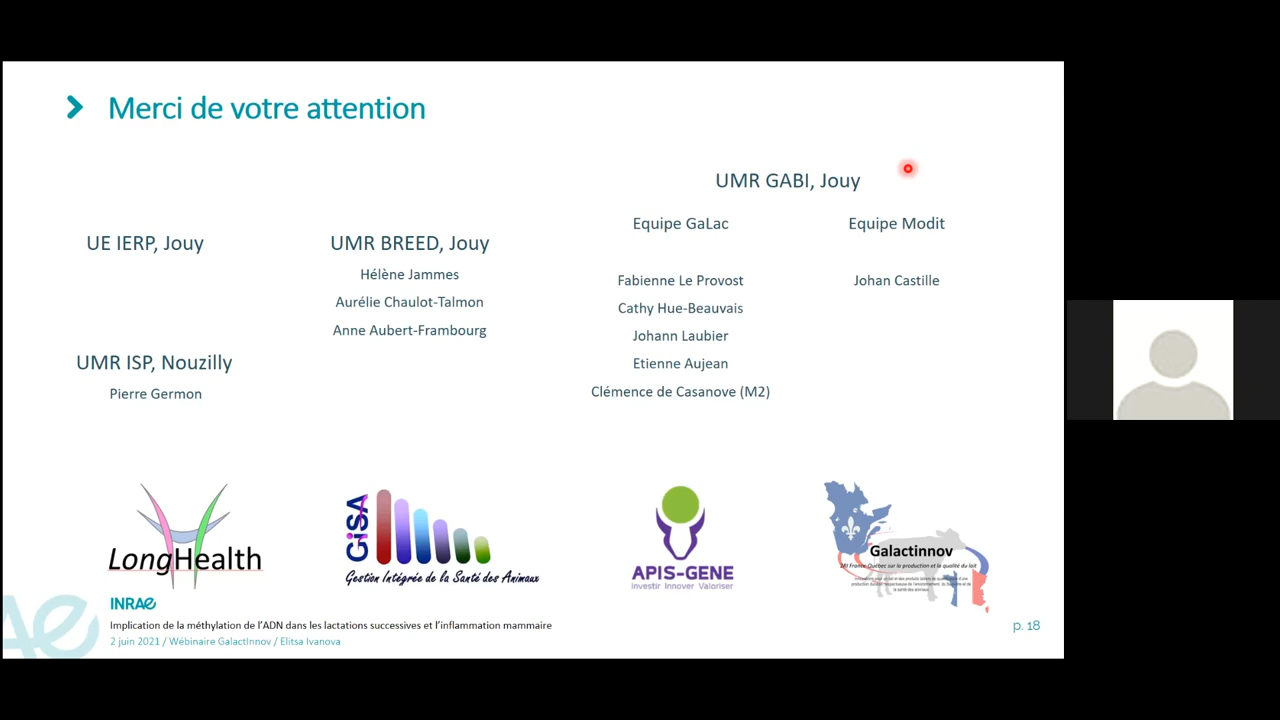 Merci de votre attention
UMR GABI, Jouy
Equipe GaLac
Equipe Modit
UE IERP, Jouy
UMR BREED, Jouy
Hélène Jammes
Aurélie Chaulot-Talmon
Anne Aubert-Frambourg
Fabienne Le Provost
Cathy Hue-Beauvais
Johann Laubier
Etienne Aujean
Clémence de Casanove (M2)
Johan Castille
UMR ISP, Nouzilly
Pierre Germon
LongHealth
GiSA
Gestion Intégrée de la Santé des Animaux
APIS-GENE
Investir Innover Valoriser
Galactinnov
INRAE
Implication de la méthylation de l'ADN dans les lactations successives et l'inflammation mammaire
2 juin 2021 / Wébinaire GalactInnov / Elitsa Ivanova
p. 18